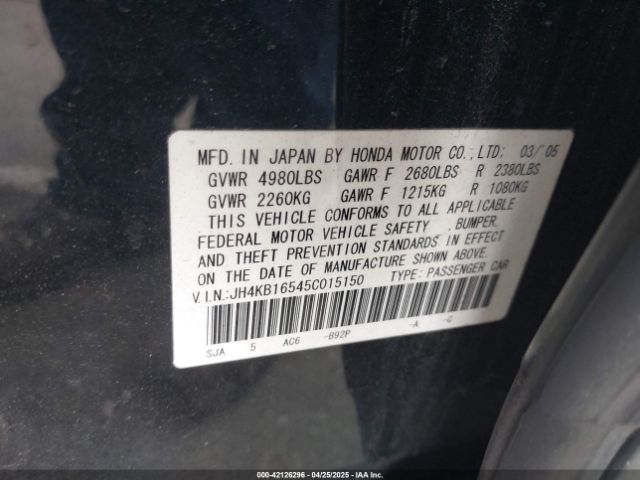 MFD. IN JAPAN BY HONDA MOTOR CO.,LTD: 03/'05
GVWR 4980LBS GAWR F 2680LBS R 2380LBS
GVWR 2260KG GAWR F 1215KG R 1080KG
THIS VEHICLE CONFORMS TO ALL APPLICABLE
FEDERAL MOTOR VEHICLE SAFETY , BUMPER,
AND THEFT PREVENTION STANDARDS IN EFFECT
ON THE DATE OF MANUFACTURE SHOWN ABOVE.
V.I.N.:JH4KB16545C015150 TYPE: PASSENGER CAR
SJA 5 AC6 -B92P -A -C
000-42126296 - 04/25/2025 - IAAI, Inc.